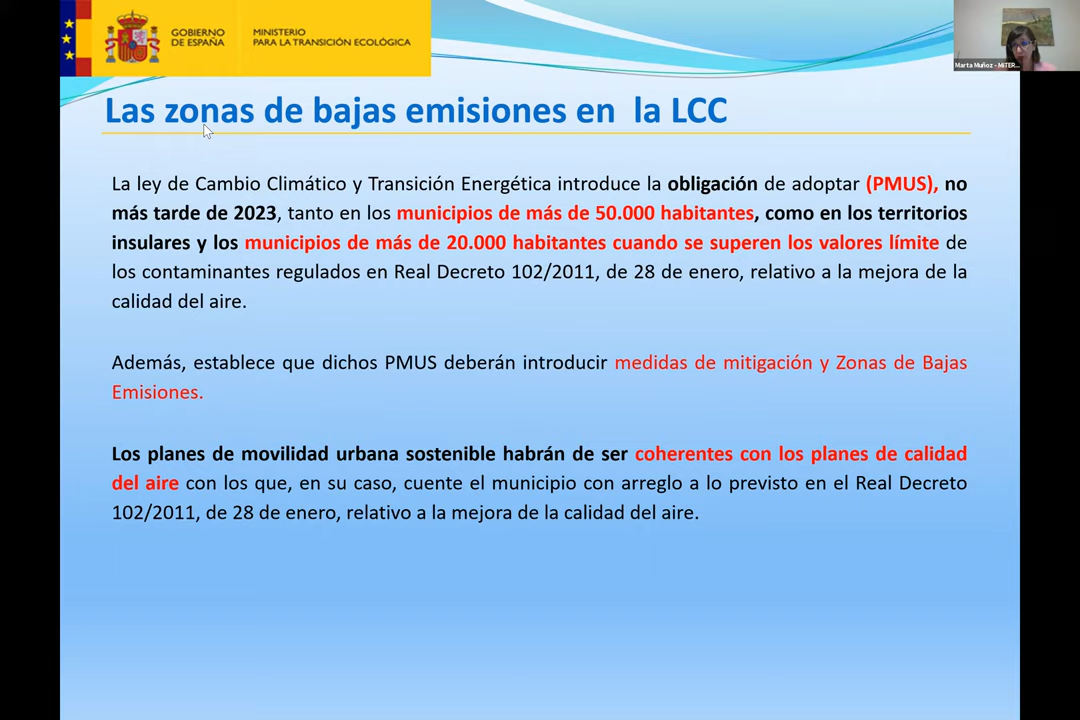 GOBIERNO
DE ESPAÑA
MINISTERIO
PARA LA TRANSICIÓN ECOLÓGICA
Marta Muñoz - MITER...
Las zonas de bajas emisiones en la LCC
La ley de Cambio Climático y Transición Energética introduce la obligación de adoptar (PMUS), no
más tarde de 2023, tanto en los municipios de más de 50.000 habitantes, como en los territorios
insulares y los municipios de más de 20.000 habitantes cuando se superen los valores límite de
los contaminantes regulados en Real Decreto 102/2011, de 28 de enero, relativo a la mejora de la
calidad del aire.
Además, establece que dichos PMUS deberán introducir medidas de mitigación y Zonas de Bajas
Emisiones.
Los planes de movilidad urbana sostenible habrán de ser coherentes con los planes de calidad
del aire con los que, en su caso, cuente el municipio con arreglo a lo previsto en el Real Decreto
102/2011, de 28 de enero, relativo a la mejora de la calidad del aire.